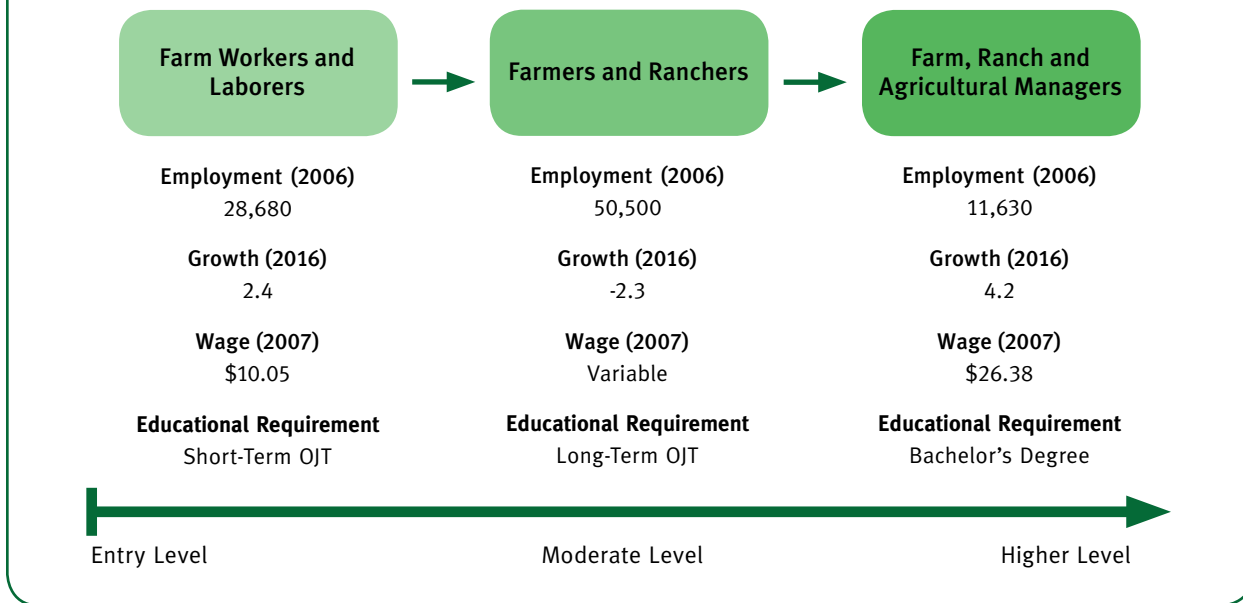 Farm Workers and
Laborers
Farmers and Ranchers
Farm, Ranch and
Agricultural Managers
Employment (2006)
28,680
Employment (2006)
50,500
Employment (2006)
11,630
Growth (2016)
2.4
Growth (2016)
-2.3
Growth (2016)
4.2
Wage (2007)
$10.05
Wage (2007)
Variable
Wage (2007)
$26.38
Educational Requirement
Short-Term OJT
Educational Requirement
Long-Term OJT
Educational Requirement
Bachelor’s Degree
Entry Level
Moderate Level
Higher Level